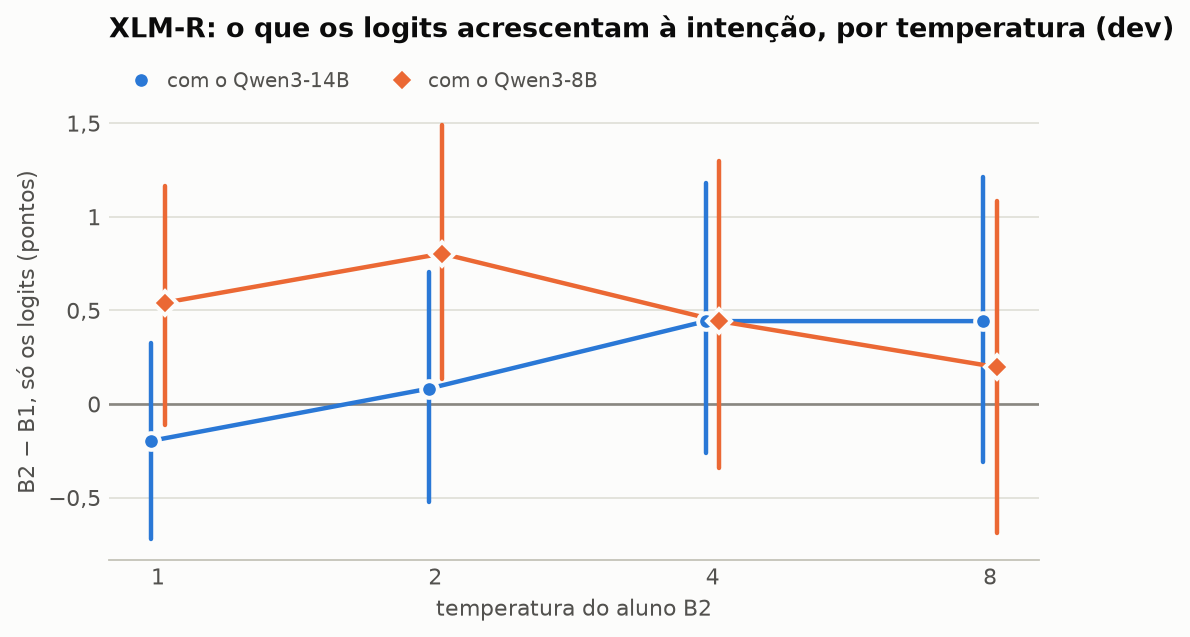 XLM-R: o que os logits acrescentam à intenção, por temperatura (dev)
com o Qwen3-14B
com o Qwen3-8B
B2 − B1, só os logits (pontos)
1,5
1
0,5
0
−0,5
1
2
4
8
temperatura do aluno B2